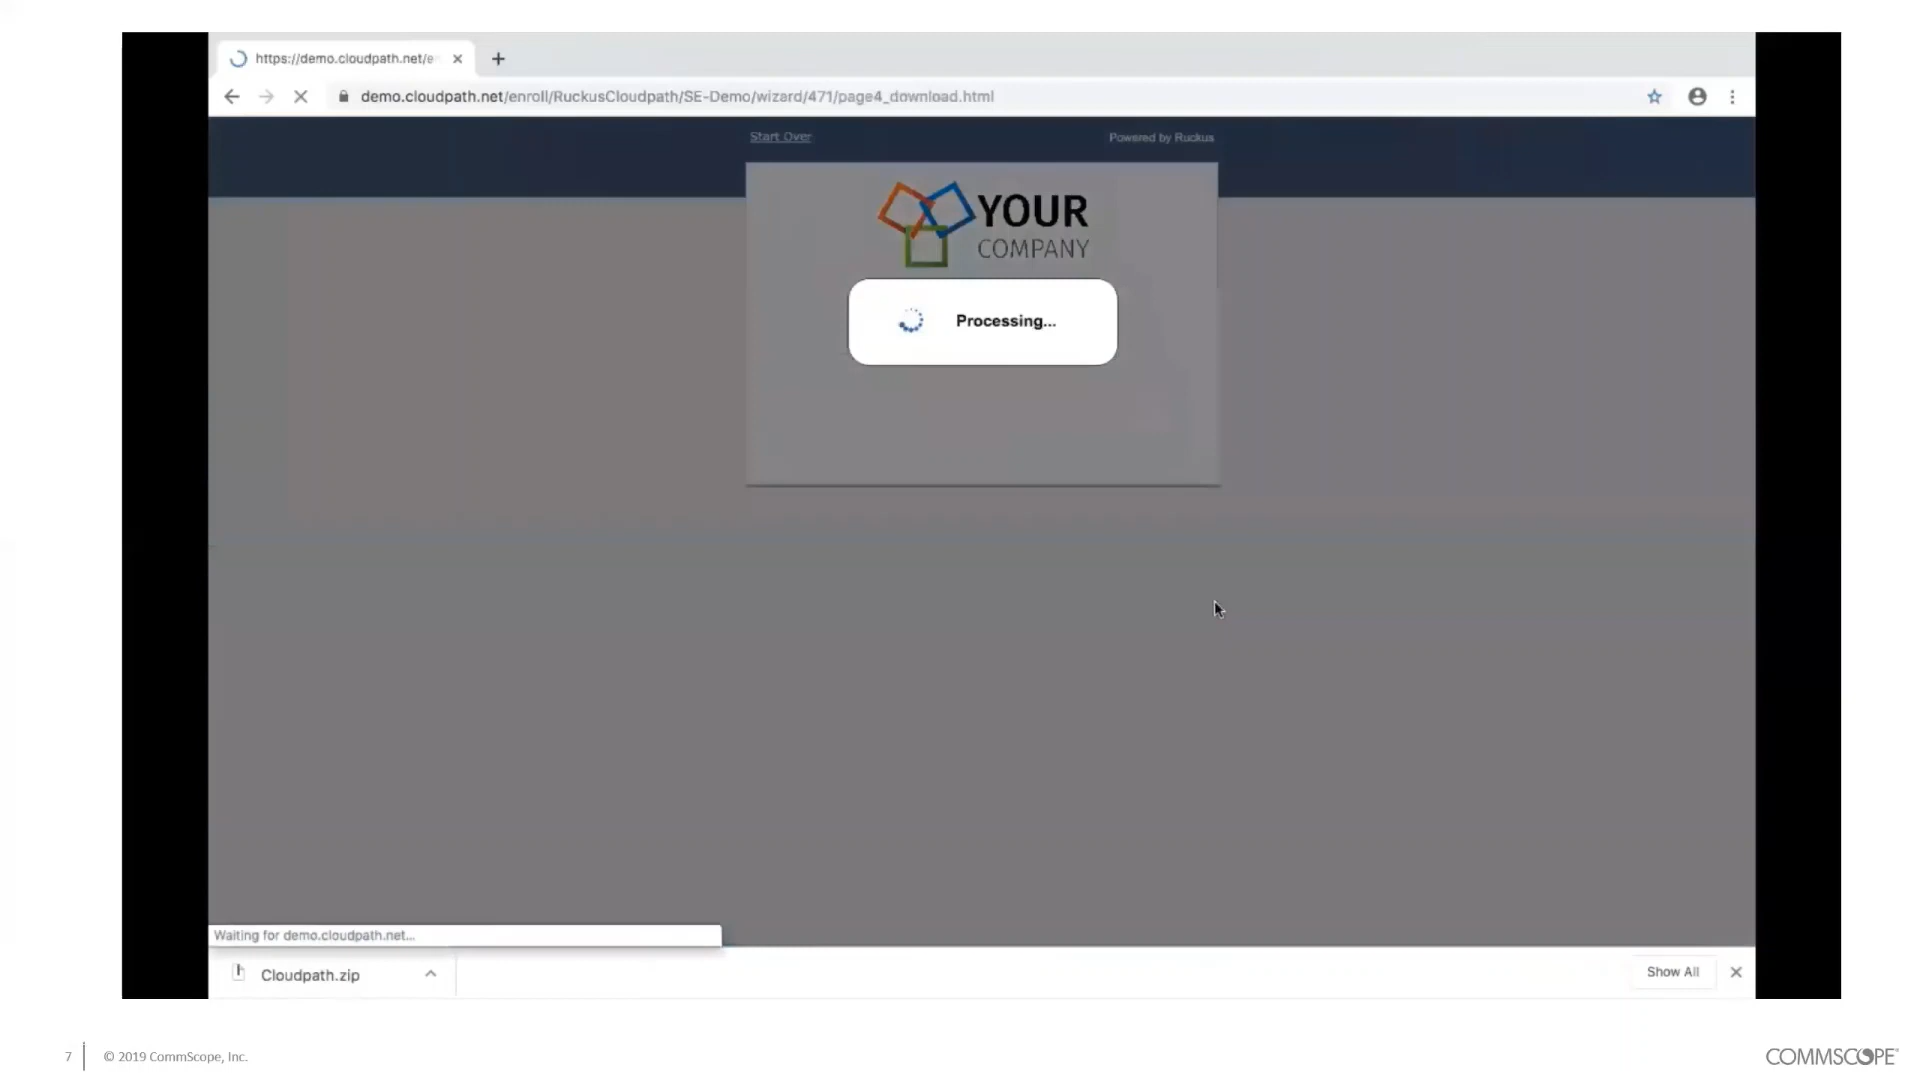 https://demo.cloudpath.net/e
demo.cloudpath.net/enroll/RuckusCloudpath/SE-Demo/wizard/471/page4_download.html
Start Over
Powered by Ruckus
YOUR
COMPANY
Processing...
Waiting for demo.cloudpath.net...
Cloudpath.zip
Show All
7
© 2019 CommScope, Inc.
COMMSCOPE®